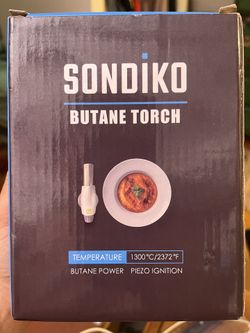 SONDIKO
BUTANE TORCH
TEMPERATURE 1300°C/2372°F
BUTANE POWER PIEZO IGNITION